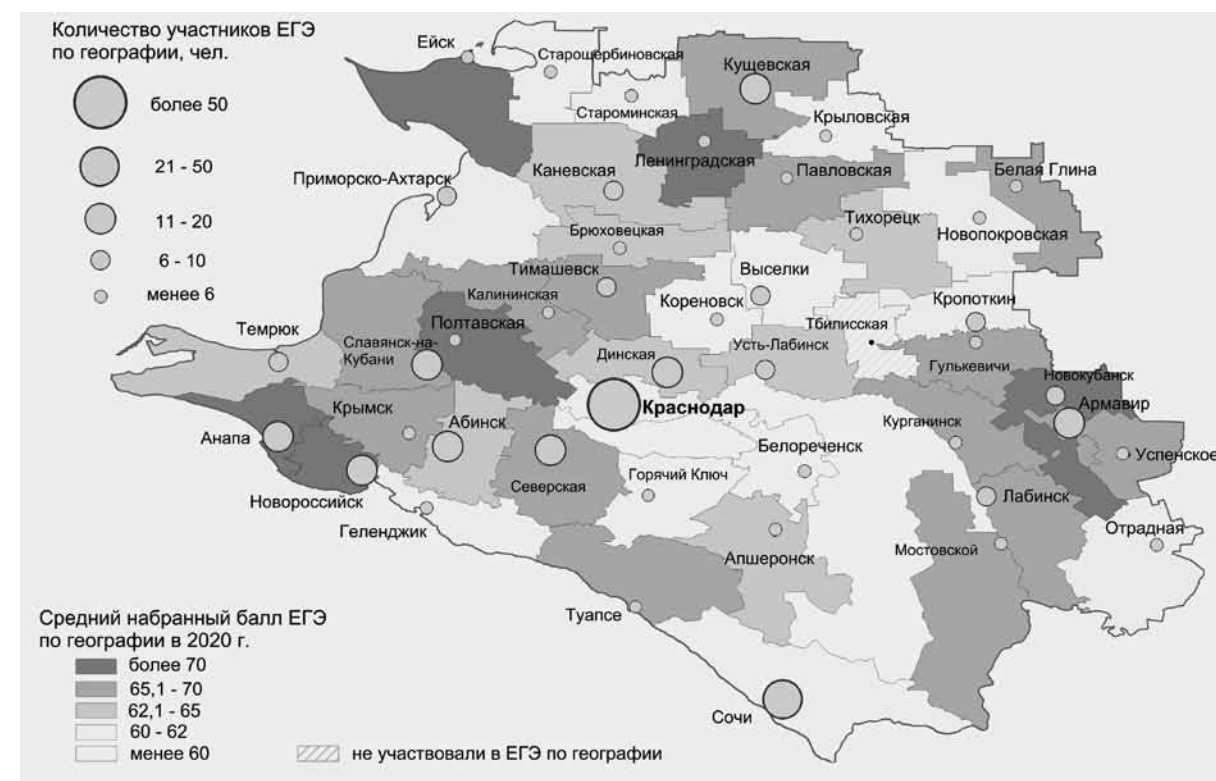 Количество участников ЕГЭ
по географии, чел.
более 50
21 - 50
11 - 20
6 - 10
менее 6
Ейск
Старощербиновская
Кущевская
Староминская
Крыловская
Ленинградская
Каневская
Павловская
Белая Глина
Приморско-Ахтарск
Тихорецк
Новопокровская
Брюховецкая
Тимашевск
Выселки
Калининская
Кореновск
Кропоткин
Полтавская
Тбилисская
Темрюк
Славянск-на-
Кубани
Динская
Усть-Лабинск
Гулькевичи
Новокубанск
Краснодар
Армавир
Крымск
Абинск
Курганинск
Анапа
Белореченск
Успенское
Северская
Горячий Ключ
Новороссийск
Лабинск
Геленджик
Отрадная
Мостовской
Апшеронск
Туапсе
Сочи
Средний набранный балл ЕГЭ
по географии в 2020 г.
более 70
65,1 - 70
62,1 - 65
60 - 62
менее 60
не участвовали в ЕГЭ по географии